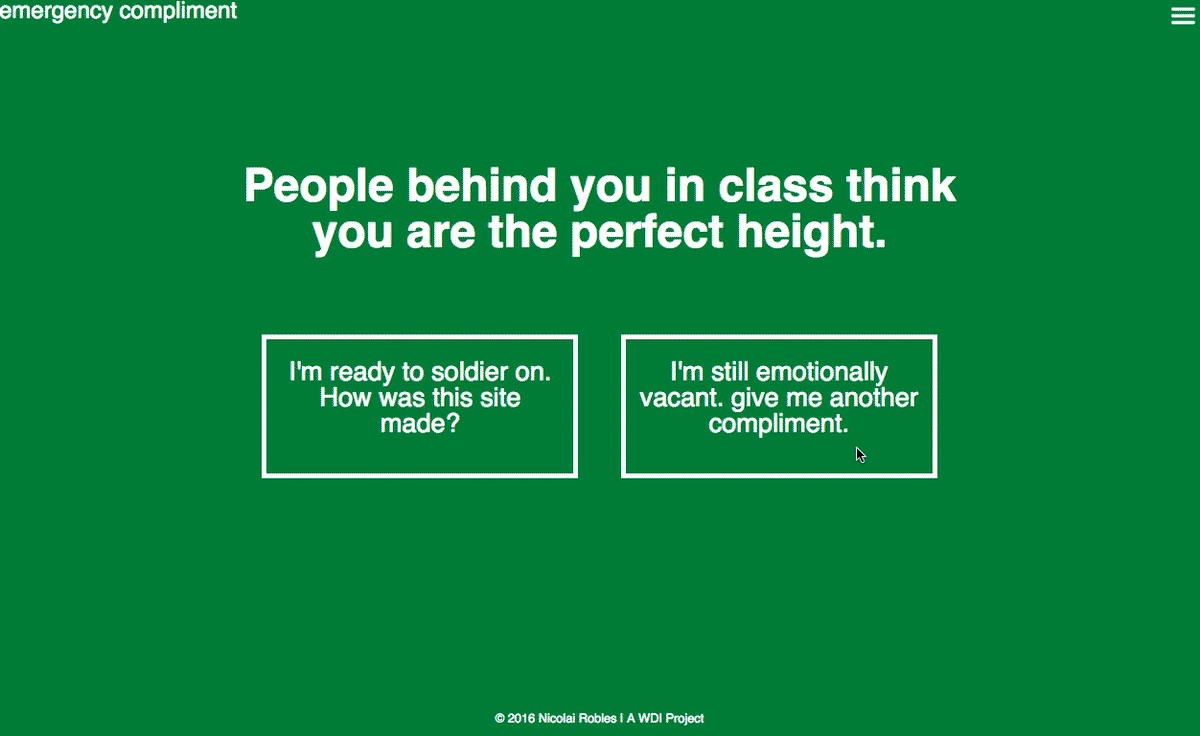 emergency compliment
People behind you in class think
you are the perfect height.
I'm ready to soldier on.
How was this site
made?
I'm still emotionally
vacant. give me another
compliment.
© 2016 Nicolai Robles | A WDI Project